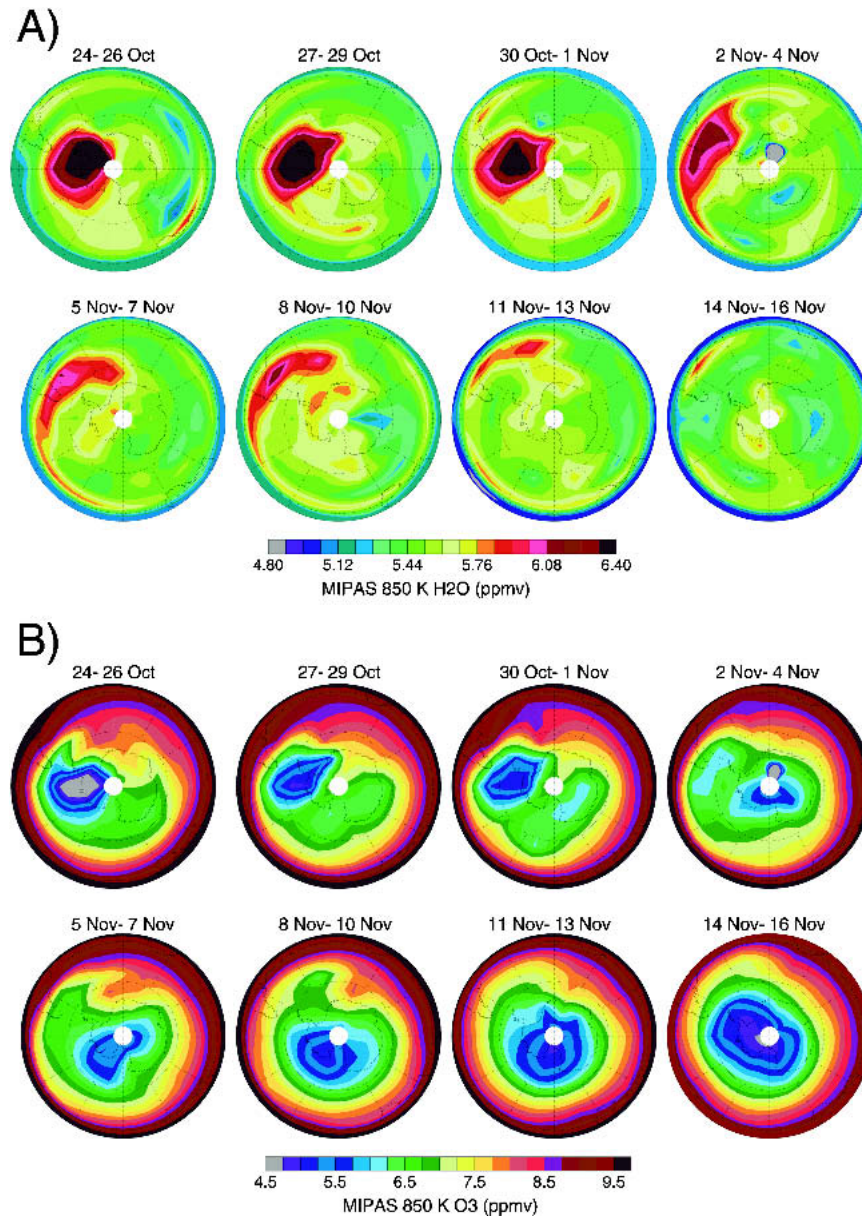 A)
24- 26 Oct
27- 29 Oct
30 Oct- 1 Nov
2 Nov- 4 Nov
5 Nov- 7 Nov
8 Nov- 10 Nov
11 Nov- 13 Nov
14 Nov- 16 Nov
4.80 5.12 5.44 5.76 6.08 6.40
MIPAS 850 K H2O (ppmv)
B)
24- 26 Oct
27- 29 Oct
30 Oct- 1 Nov
2 Nov- 4 Nov
5 Nov- 7 Nov
8 Nov- 10 Nov
11 Nov- 13 Nov
14 Nov- 16 Nov
4.5 5.5 6.5 7.5 8.5 9.5
MIPAS 850 K O3 (ppmv)